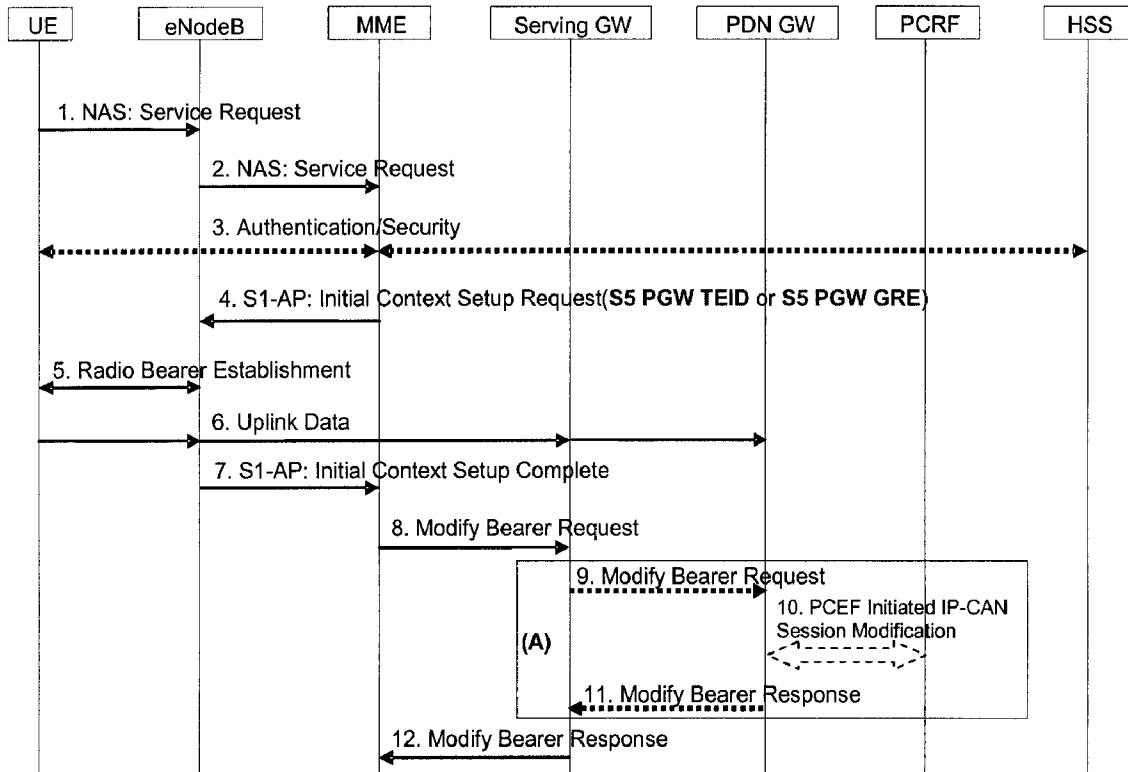 UE eNodeB MME Serving GW PDN GW PCRF HSS
1. NAS: Service Request
2. NAS: Service Request
3. Authentication/Security
4. S1-AP: Initial Context Setup Request(S5 PGW TEID or S5 PGW GRE)
5. Radio Bearer Establishment
6. Uplink Data
7. S1-AP: Initial Context Setup Complete
8. Modify Bearer Request
9. Modify Bearer Request
10. PCEF Initiated IP-CAN
Session Modification
(A)
11. Modify Bearer Response
12. Modify Bearer Response